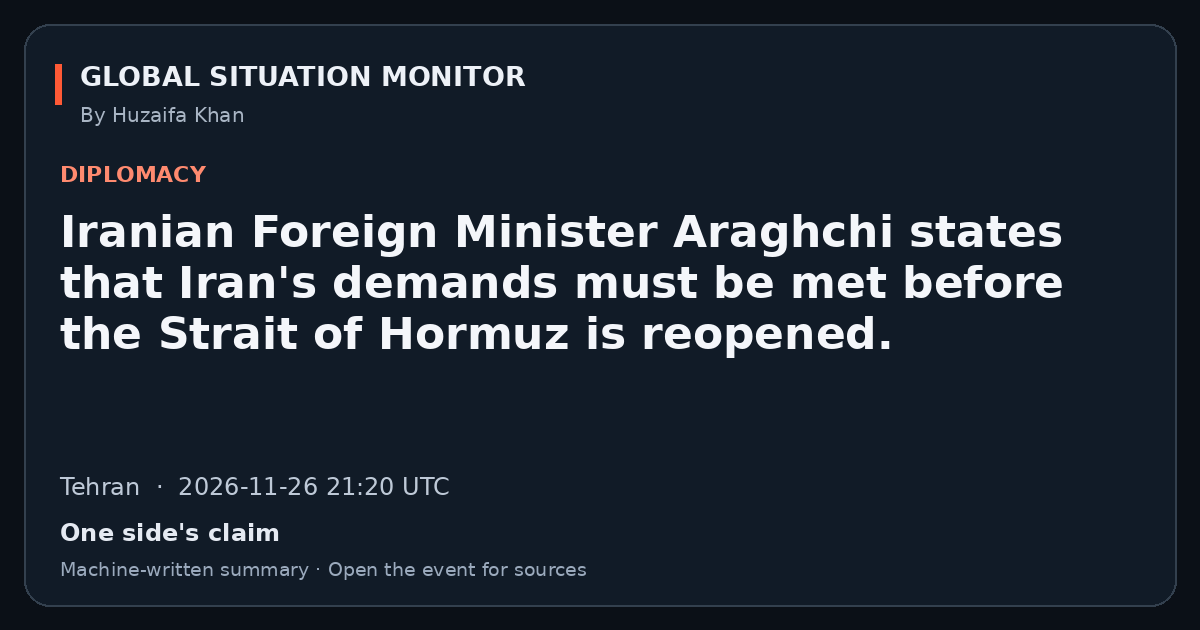 GLOBAL SITUATION MONITOR
By Huzaifa Khan
DIPLOMACY
Iranian Foreign Minister Araghchi states
that Iran's demands must be met before
the Strait of Hormuz is reopened.
Tehran · 2026-11-26 21:20 UTC
One side's claim
Machine-written summary · Open the event for sources